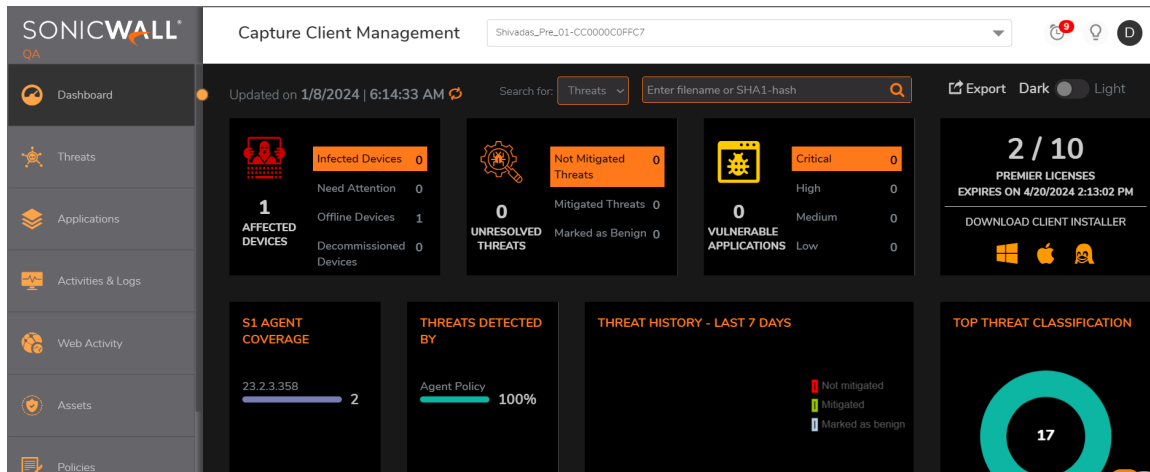 SONICWALL
QA
Capture Client Management
Shivadas_Pre_01-CC0000C0FFC7
9
D
Dashboard
Threats
Applications
Activities & Logs
Web Activity
Assets
Policies
Updated on 1/8/2024 | 6:14:33 AM
Search for:
Threats
Enter filename or SHA1-hash
Export
Dark
Light
1
AFFECTED
DEVICES
Infected Devices 0
Need Attention 0
Offline Devices 1
Decommissioned 0
Devices
0
UNRESOLVED
THREATS
Not Mitigated 0
Threats
Mitigated Threats 0
Marked as Benign 0
0
VULNERABLE
APPLICATIONS
Critical 0
High 0
Medium 0
Low 0
2 / 10
PREMIER LICENSES
EXPIRES ON 4/20/2024 2:13:02 PM
DOWNLOAD CLIENT INSTALLER
S1 AGENT
COVERAGE
23.2.3.358
2
THREATS DETECTED
BY
Agent Policy
100%
THREAT HISTORY - LAST 7 DAYS
Not mitigated
Mitigated
Marked as benign
TOP THREAT CLASSIFICATION
17